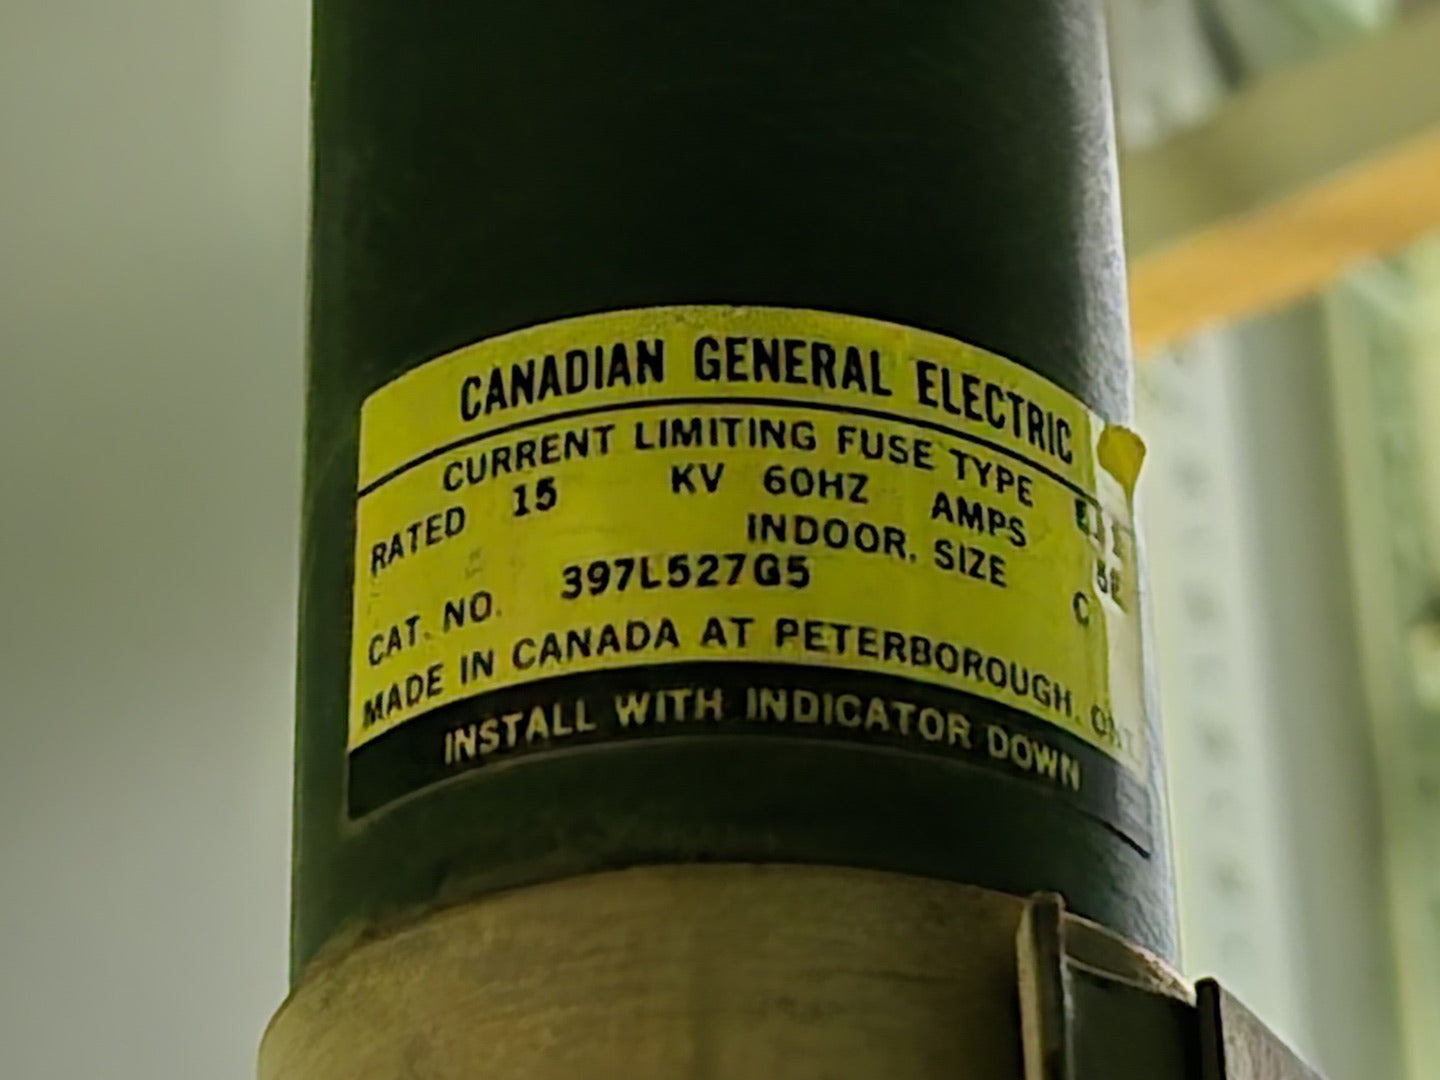 CANADIAN GENERAL ELECTRIC
CURRENT LIMITING FUSE TYPE
RATED 15 KV 60HZ AMPS
INDOOR, SIZE C
CAT. NO. 397L527G5
MADE IN CANADA AT PETERBOROUGH, ONT.
INSTALL WITH INDICATOR DOWN